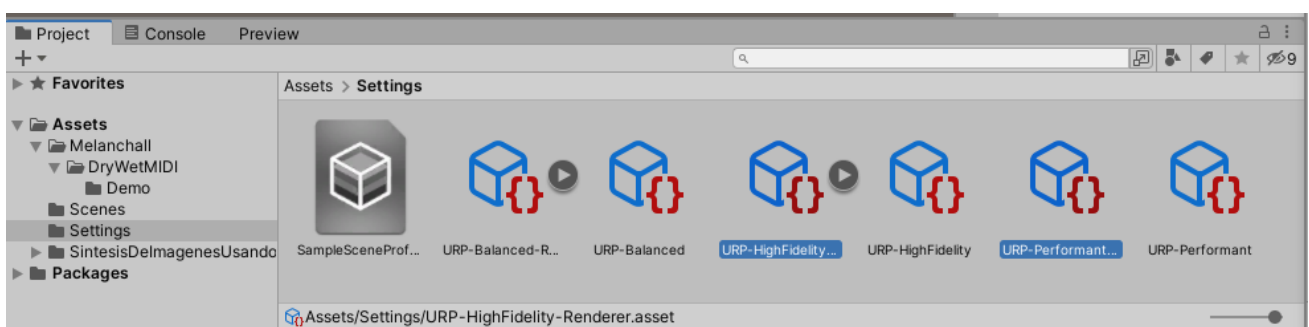 Project Console Preview
9
Favorites
Assets > Settings
Assets
Melanchall
DryWetMIDI
Demo
Scenes
Settings
SintesisDeImagenesUsando
Packages
SampleSceneProf... URP-Balanced-R... URP-Balanced URP-HighFidelity... URP-HighFidelity URP-Performant... URP-Performant
Assets/Settings/URP-HighFidelity-Renderer.asset